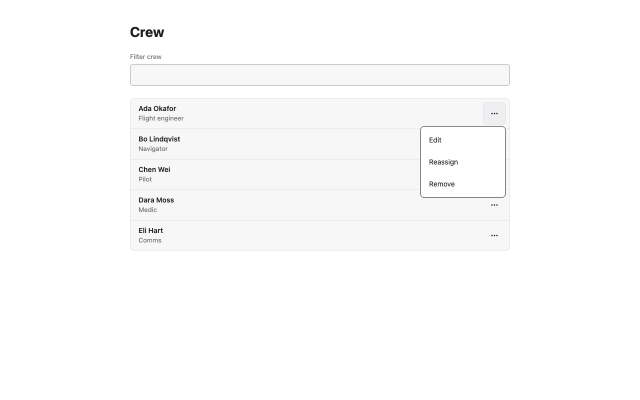 Crew
Filter crew
Ada Okafor
Flight engineer
Bo Lindqvist
Navigator
Edit
Chen Wei
Pilot
Reassign
Remove
Dara Moss
Medic
Eli Hart
Comms